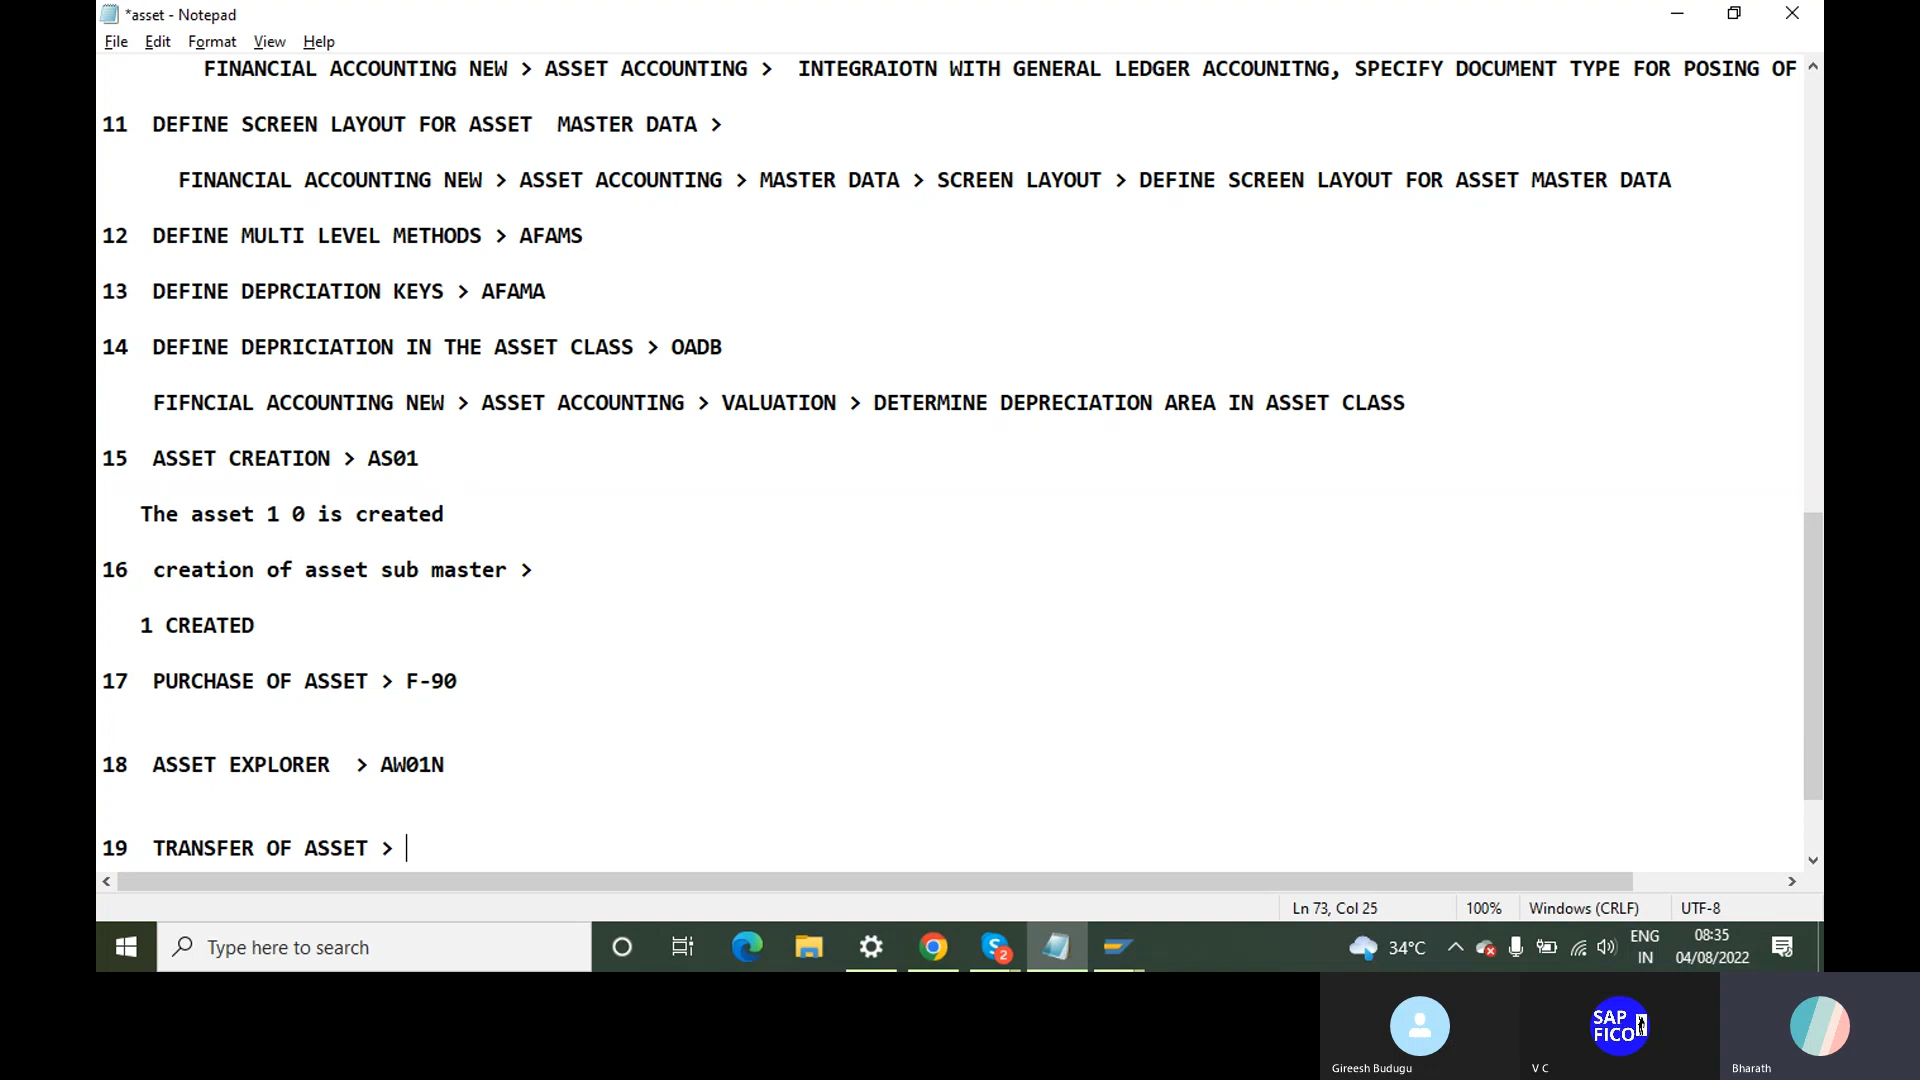 *asset - Notepad
File Edit Format View Help
FINANCIAL ACCOUNTING NEW > ASSET ACCOUNTING > INTEGRAIOTN WITH GENERAL LEDGER ACCOUNITNG, SPECIFY DOCUMENT TYPE FOR POSING OF
11 DEFINE SCREEN LAYOUT FOR ASSET MASTER DATA >
FINANCIAL ACCOUNTING NEW > ASSET ACCOUNTING > MASTER DATA > SCREEN LAYOUT > DEFINE SCREEN LAYOUT FOR ASSET MASTER DATA
12 DEFINE MULTI LEVEL METHODS > AFAMS
13 DEFINE DEPRCIATION KEYS > AFAMA
14 DEFINE DEPRICIATION IN THE ASSET CLASS > OADB
FIFNCIAL ACCOUNTING NEW > ASSET ACCOUNTING > VALUATION > DETERMINE DEPRECIATION AREA IN ASSET CLASS
15 ASSET CREATION > AS01
The asset 1 0 is created
16 creation of asset sub master >
1 CREATED
17 PURCHASE OF ASSET > F-90
18 ASSET EXPLORER > AW01N
19 TRANSFER OF ASSET >
Ln 73, Col 25 100% Windows (CRLF) UTF-8
Type here to search
2
34°C
ENG
IN
08:35
04/08/2022
SAP
FICO
Gireesh Budugu V C Bharath